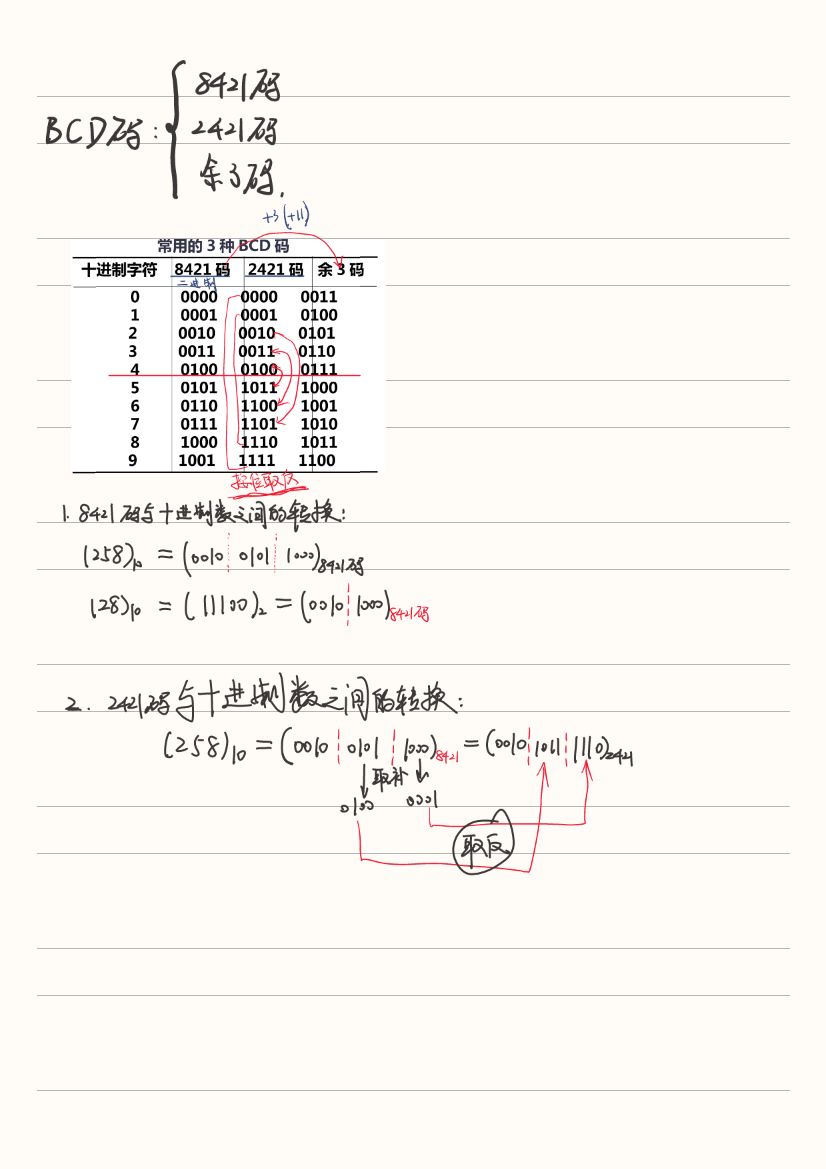 8421码
BCD码: 2421码
余3码.
+3 (+11)
常用的 3 种 BCD 码
十进制字符 8421 码 2421 码 余 3 码
二进制
0 0000 0000 0011
1 0001 0001 0100
2 0010 0010 0101
3 0011 0011 0110
4 0100 0100 0111
5 0101 1011 1000
6 0110 1100 1001
7 0111 1101 1010
8 1000 1110 1011
9 1001 1111 1100
按位取反
1. 8421码与十进制数之间的转换:
(258)10 = (0010 0101 1000)8421码
(28)10 = (11100)2 = (0010 1000)8421码
2. 2421码与十进制数之间的转换:
(258)10 = (0010 0101 1000)8421 = (0010 1011 1110)2421
取补
0100 0001
取反